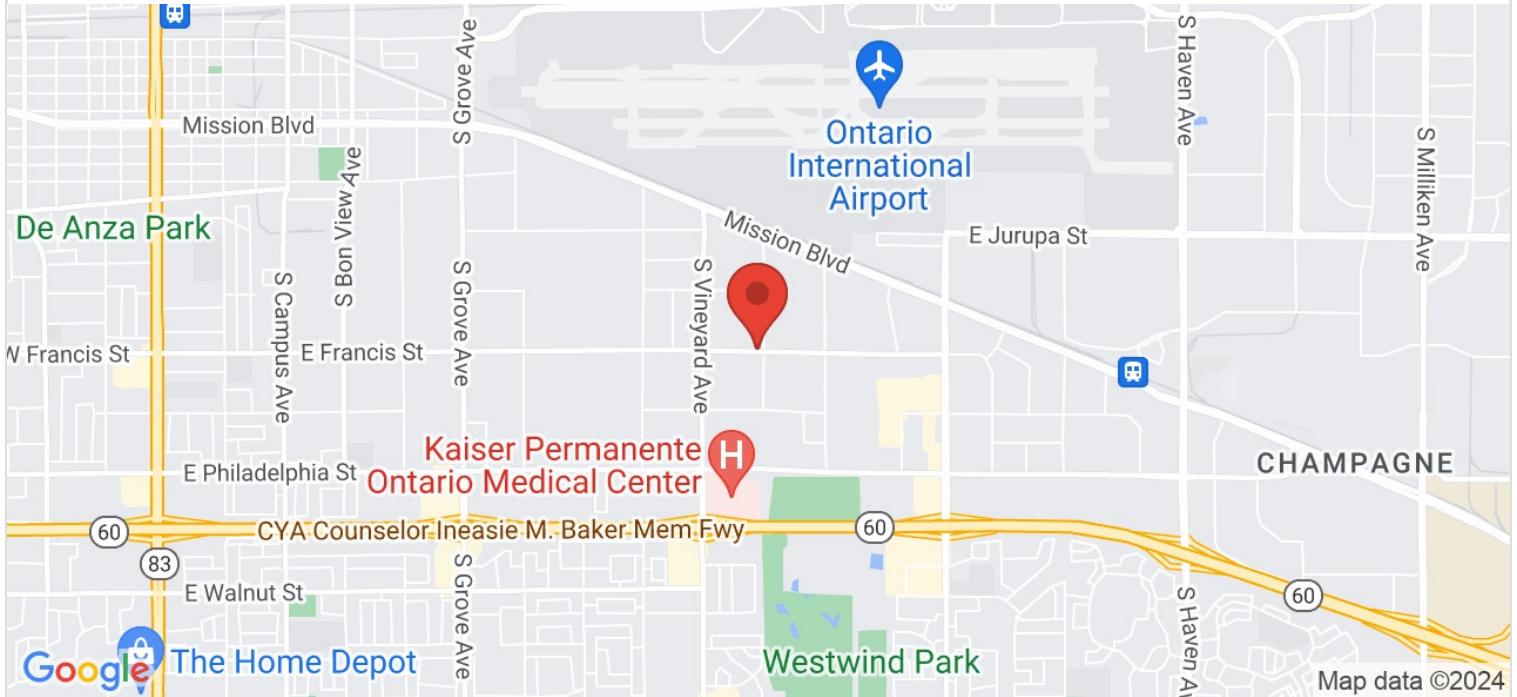 S Grove Ave
S Haven Ave
Mission Blvd
Ontario
International
Airport
S Milliken Ave
S Bon View Ave
De Anza Park
Mission Blvd
E Jurupa St
S Campus Ave
S Grove Ave
S Vineyard Ave
W Francis St
E Francis St
Kaiser Permanente
Ontario Medical Center
H
E Philadelphia St
CHAMPAGNE
60
CYA Counselor Ineasie M. Baker Mem Fwy
60
83
E Walnut St
S Grove Ave
60
S Haven Av
Google
The Home Depot
Westwind Park
Map data ©2024